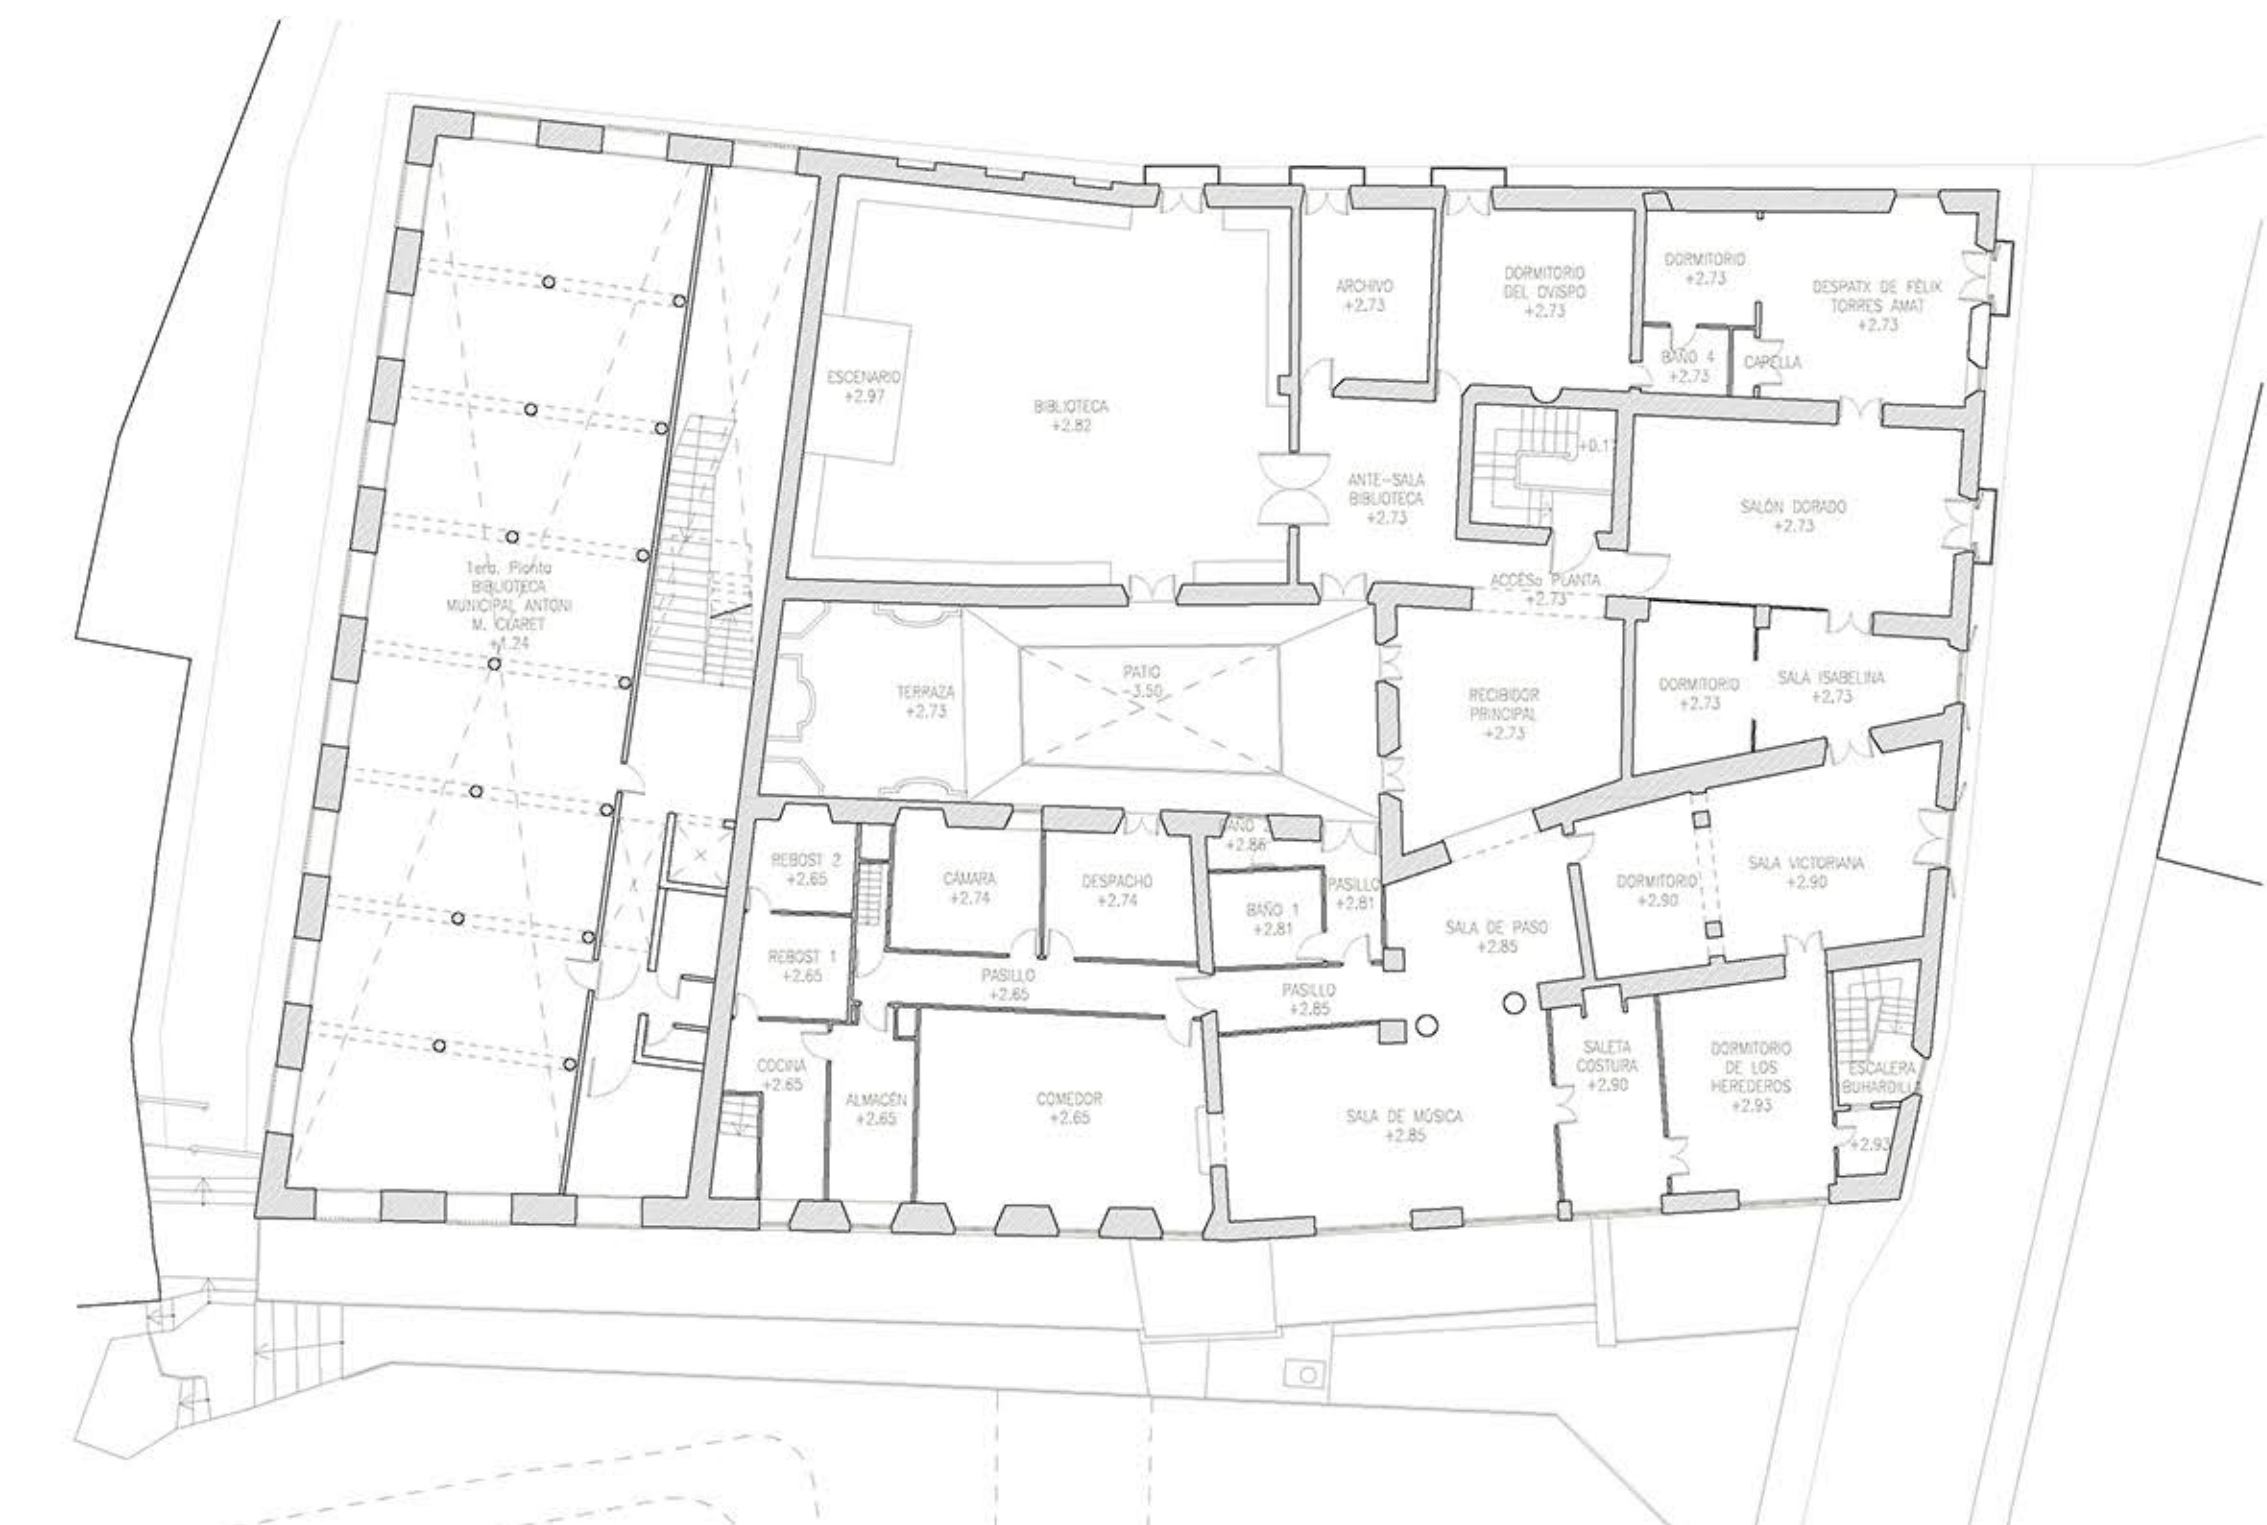 DORMITORIO
+2.73
DESPATX DE FÈLIX
TORRES AMAT
+2.73
ARCHIVO
+2.73
DORMITORIO
DEL OVISPO
+2.73
BAÑO 4
+2.73
CAPELLA
ESCENARIO
+2.97
BIBLIOTECA
+2.82
ANTE-SALA
BIBLIOTECA
+2.73
SALÓN DORADO
+2.73
1era. Planta
BIBLIOTECA
MUNICIPAL ANTONI
M. CLARET
ACCÉSo PLANTA
+2.73
TERRAZA
+2.73
PATIO
-3.50
RECIBIDOR
PRINCIPAL
+2.73
DORMITORIO
+2.73
SALA ISABELINA
+2.73
REBOST 2
+2.65
CÁMARA
+2.74
DESPACHO
+2.74
+2.86
BAÑO 1
+2.81
PASILLO
+2.81
SALA DE PASO
+2.85
DORMITORIO
+2.90
SALA VICTORIANA
+2.90
REBOST 1
+2.65
PASILLO
+2.65
PASILLO
+2.85
COCINA
+2.65
ALMACÉN
+2.65
COMEDOR
+2.65
SALA DE MÚSICA
+2.85
SALETA
COSTURA
+2.90
DORMITORIO
DE LOS
HEREDEROS
+2.93
ESCALERA
+2.93